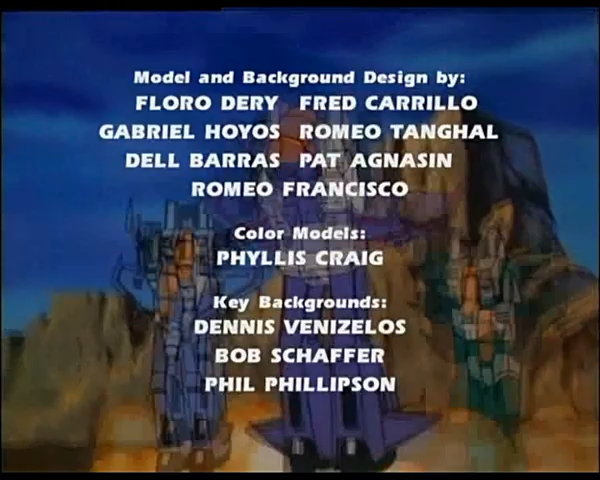 Model and Background Design by:
FLORO DERY FRED CARRILLO
GABRIEL HOYOS ROMEO TANGHAL
DELL BARRAS PAT AGNASIN
ROMEO FRANCISCO
Color Models:
PHYLLIS CRAIG
Key Backgrounds:
DENNIS VENIZELOS
BOB SCHAFFER
PHIL PHILLIPSON